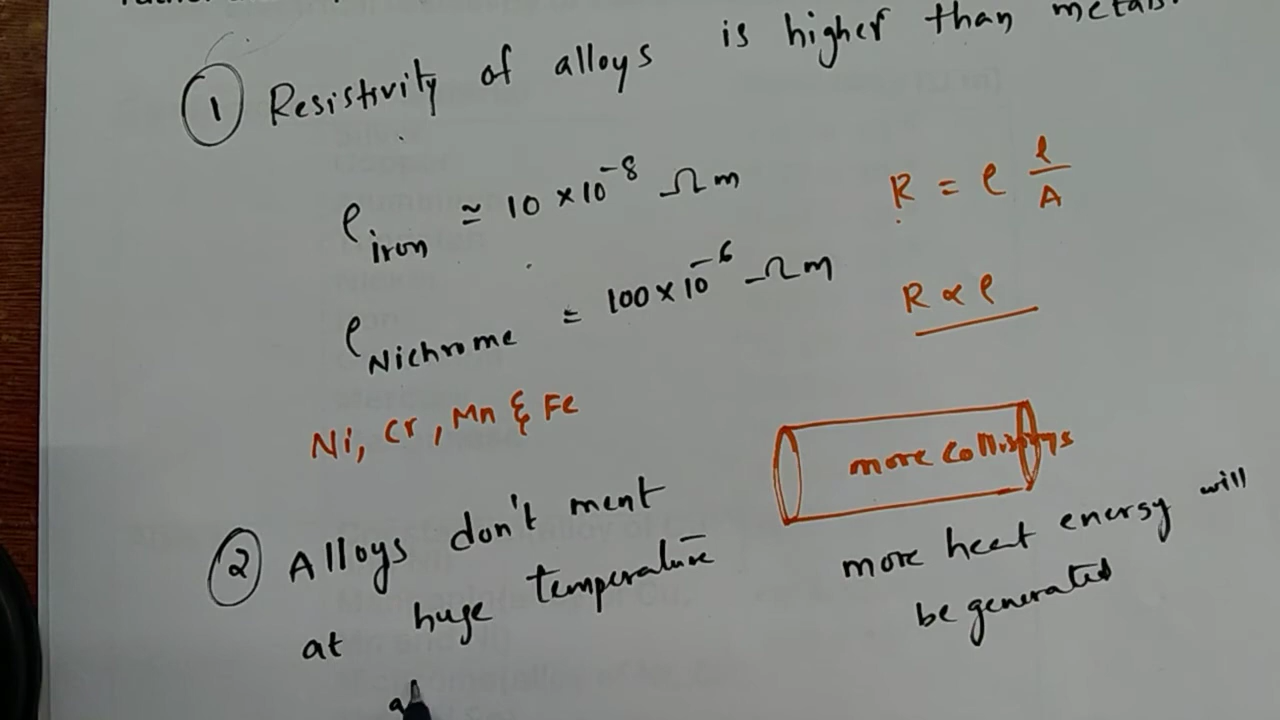 ① Resistivity of alloys is higher than metals.
ρ iron ≃ 10 × 10⁻⁸ Ωm
R = ρ l/A
ρ Nichrome = 100 × 10⁻⁶ Ωm
R ∝ ρ
Ni, Cr, Mn & Fe
more collisions
② Alloys don't ment
at huge temperature
more heat energy will
be generated